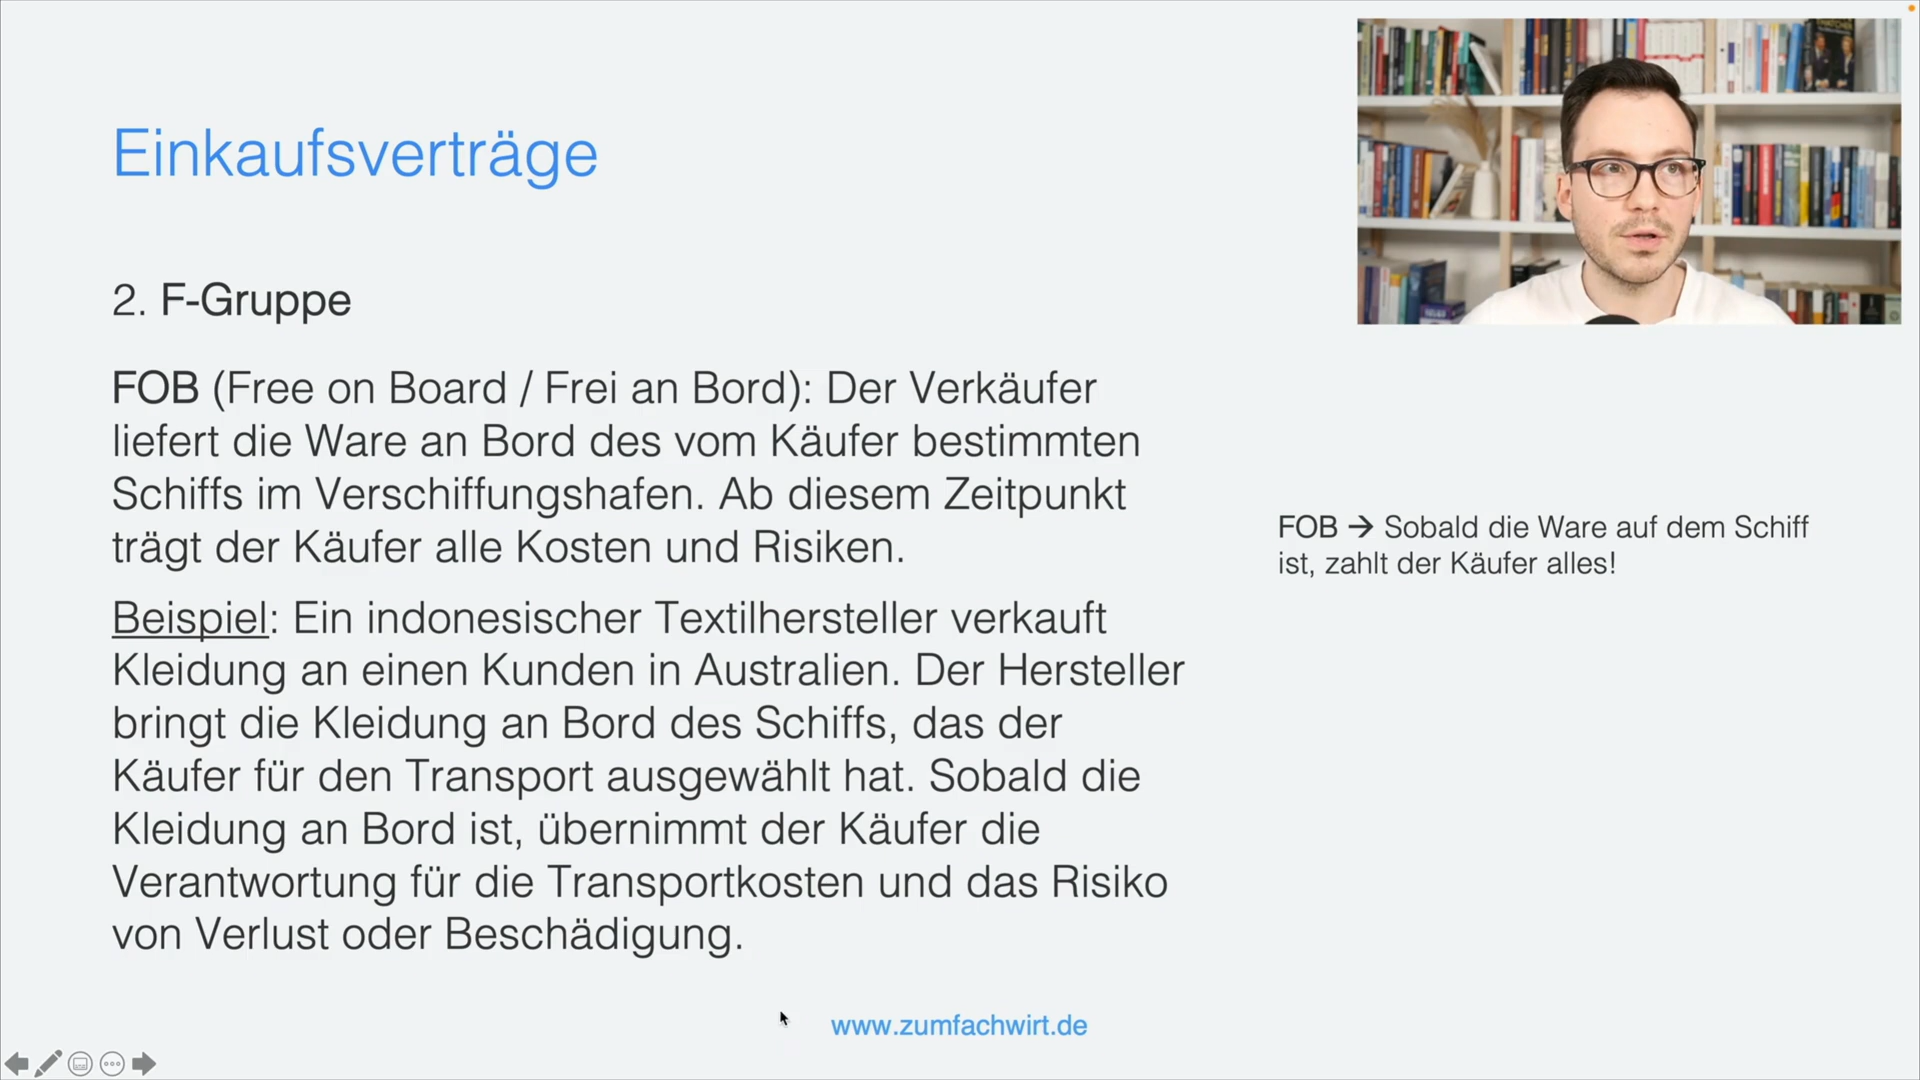 Einkaufsverträge
2. F-Gruppe
FOB (Free on Board / Frei an Bord): Der Verkäufer
liefert die Ware an Bord des vom Käufer bestimmten
Schiffs im Verschiffungshafen. Ab diesem Zeitpunkt
trägt der Käufer alle Kosten und Risiken.
Beispiel: Ein indonesischer Textilhersteller verkauft
Kleidung an einen Kunden in Australien. Der Hersteller
bringt die Kleidung an Bord des Schiffs, das der
Käufer für den Transport ausgewählt hat. Sobald die
Kleidung an Bord ist, übernimmt der Käufer die
Verantwortung für die Transportkosten und das Risiko
von Verlust oder Beschädigung.
FOB → Sobald die Ware auf dem Schiff
ist, zahlt der Käufer alles!
www.zumfachwirt.de